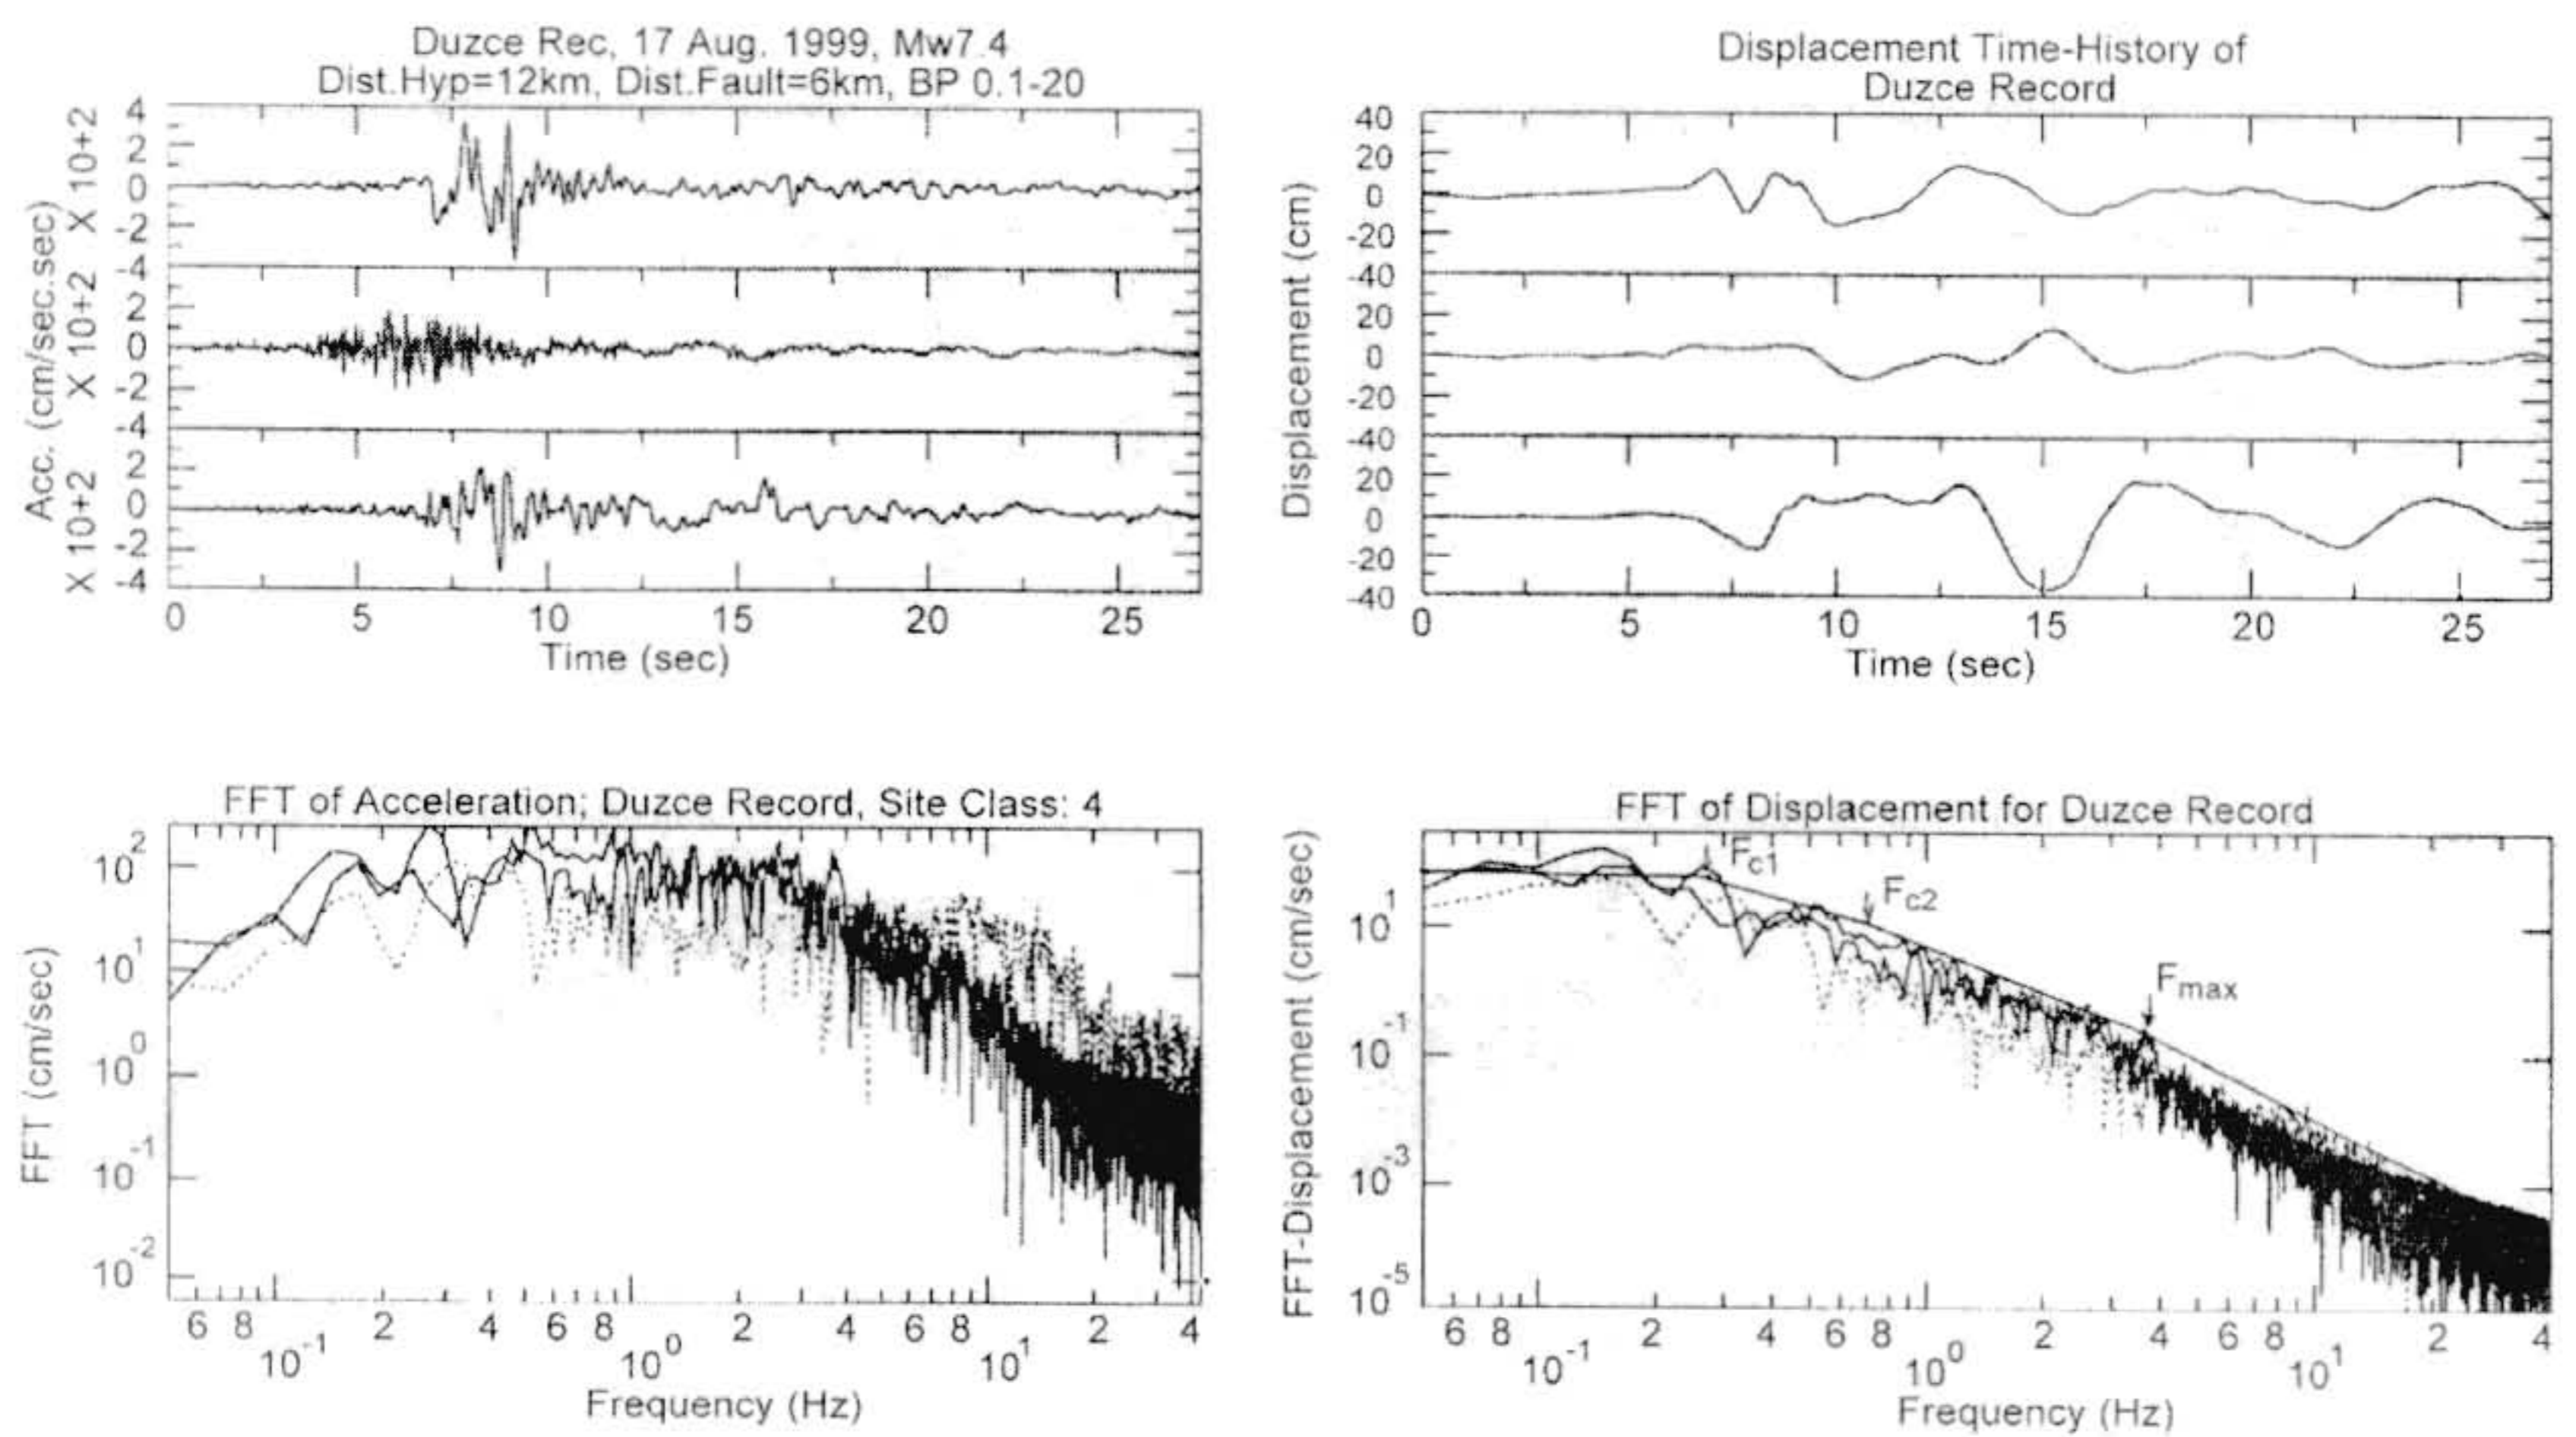 Duzce Rec, 17 Aug. 1999, Mw7.4
Dist.Hyp=12km, Dist.Fault=6km, BP 0.1-20
Acc. (cm/sec.sec)
X 10+2
X 10+2
X 10+2
4
2
0
-2
-4
2
0
-2
-4
2
0
-2
-4
0 5 10 15 20 25
Time (sec)
Displacement Time-History of
Duzce Record
Displacement (cm)
40
20
0
-20
-40
20
0
-20
-40
20
0
-20
-40
0 5 10 15 20 25
Time (sec)
FFT of Acceleration; Duzce Record, Site Class: 4
FFT (cm/sec)
10^2
10^1
10^0
10^-1
10^-2
6 8 2 4 6 8 2 4 6 8 2 4
10^-1 10^0 10^1
Frequency (Hz)
FFT of Displacement for Duzce Record
FFT-Displacement (cm/sec)
Fc1
Fc2
Fmax
10^1
10^-1
10^-3
10^-5
6 8 2 4 6 8 2 4 6 8 2 4
10^-1 10^0 10^1
Frequency (Hz)